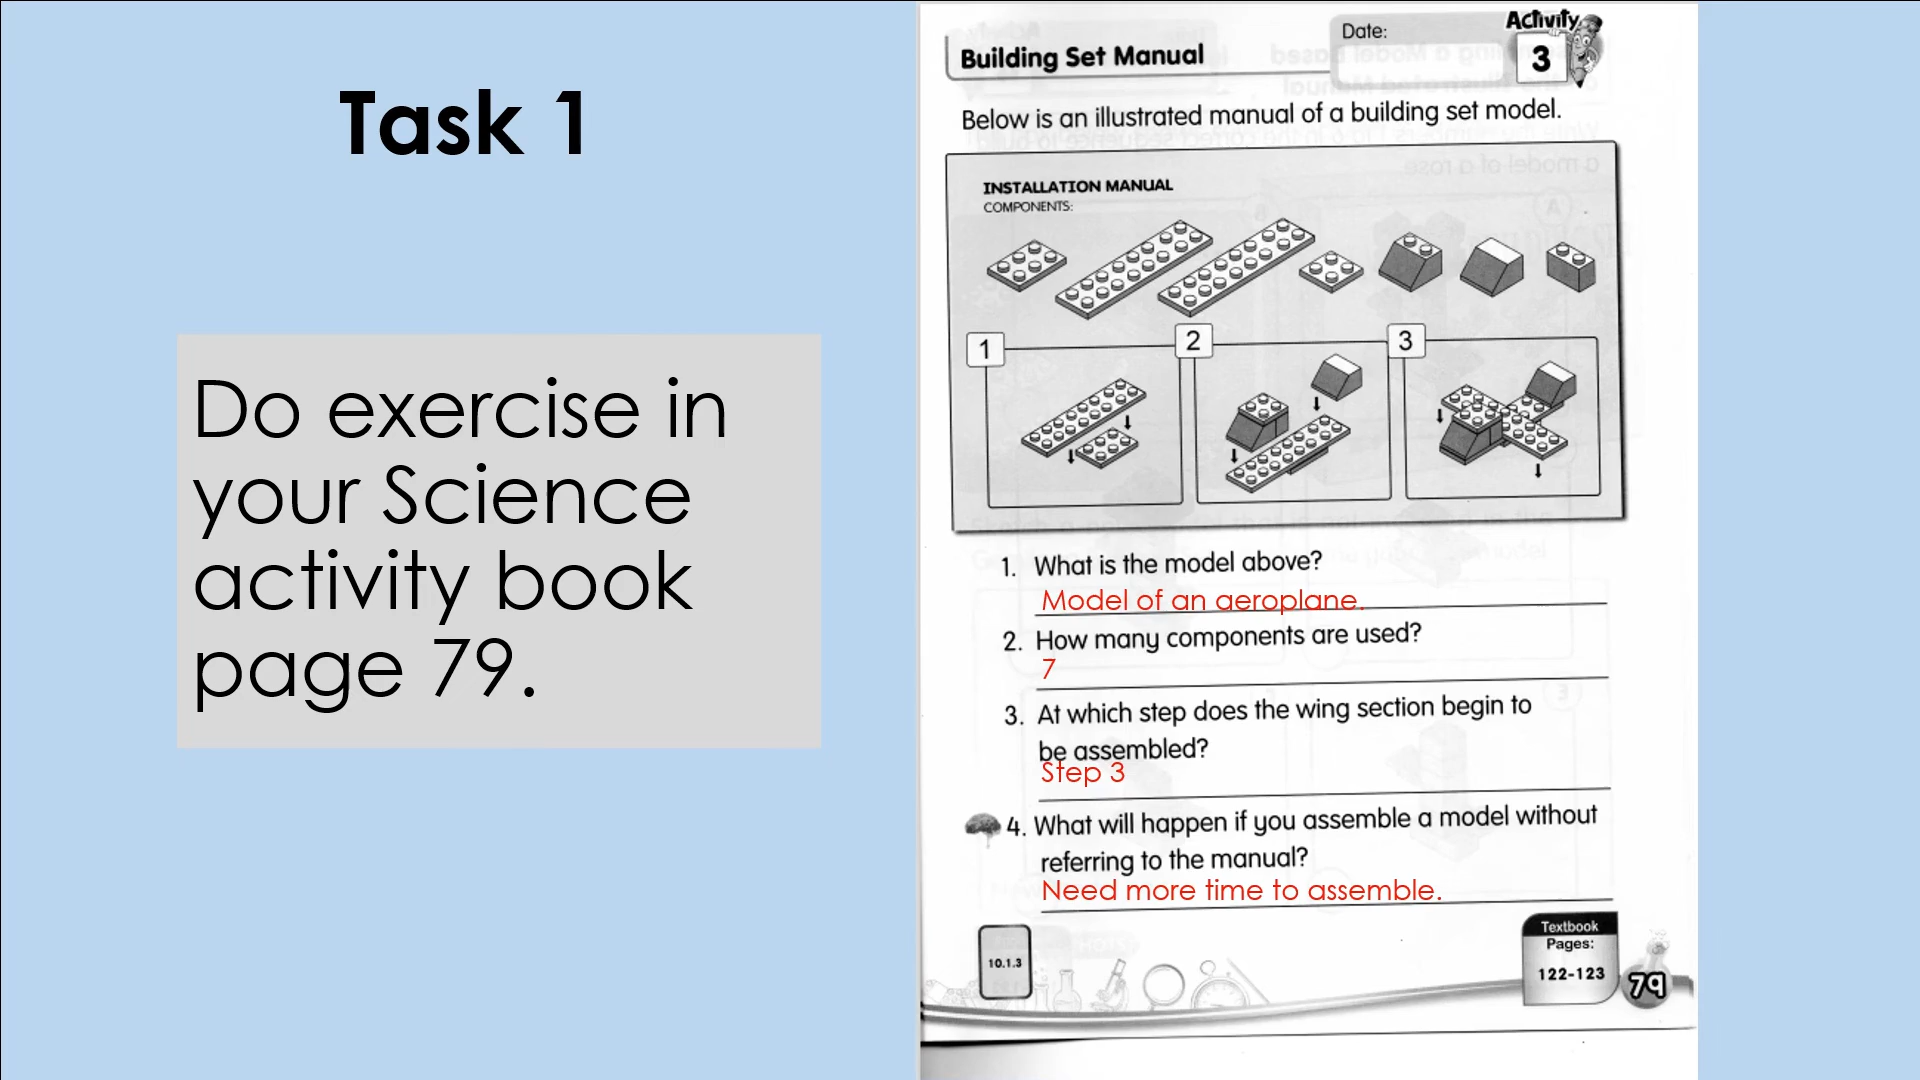 Task 1
Do exercise in
your Science
activity book
page 79.
Building Set Manual
Date:
Activity
3
Below is an illustrated manual of a building set model.
INSTALLATION MANUAL
COMPONENTS:
1
2
3
1. What is the model above?
Model of an aeroplane.
2. How many components are used?
7
3. At which step does the wing section begin to
be assembled?
Step 3
4. What will happen if you assemble a model without
referring to the manual?
Need more time to assemble.
10.1.3
Textbook
Pages:
122-123
79